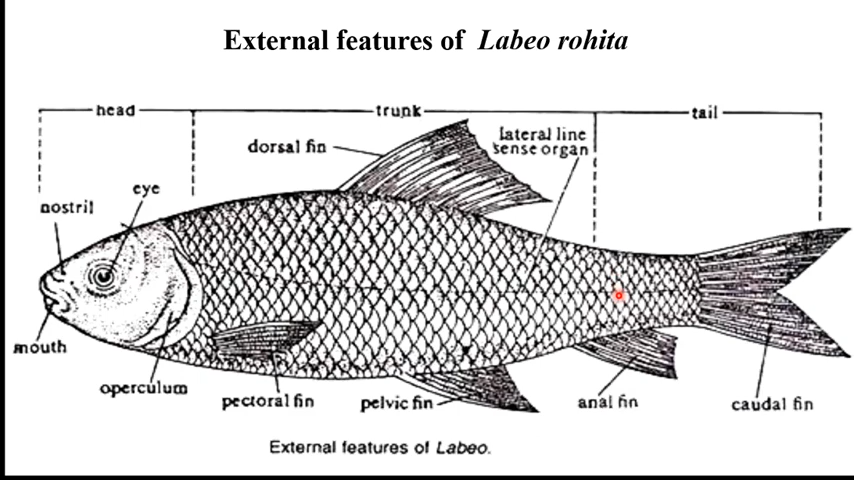 External features of Labeo rohita
head
trunk
tail
dorsal fin
lateral line
sense organ
eye
nostril
mouth
operculum
pectoral fin
pelvic fin
anal fin
caudal fin
External features of Labeo.